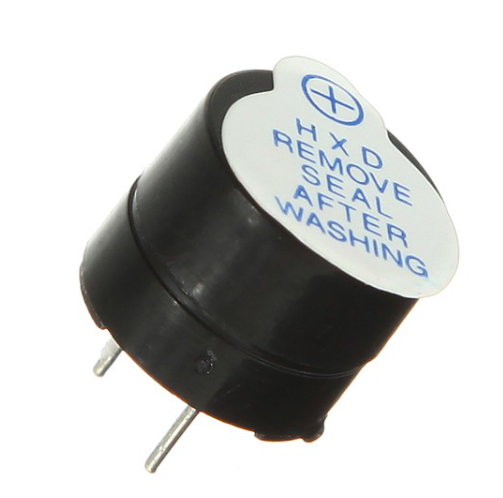 +
HXD
REMOVE
SEAL
AFTER
WASHING